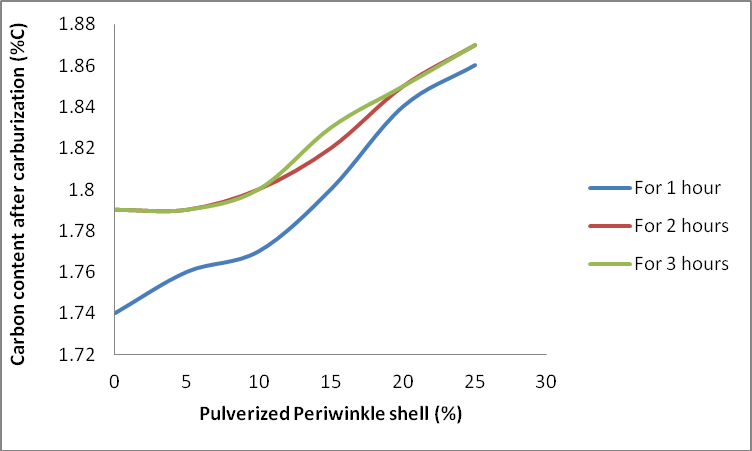 Carbon content after carburization (%C)
1.88
1.86
1.84
1.82
1.8
1.78
1.76
1.74
1.72
0 5 10 15 20 25 30
Pulverized Periwinkle shell (%)
For 1 hour
For 2 hours
For 3 hours